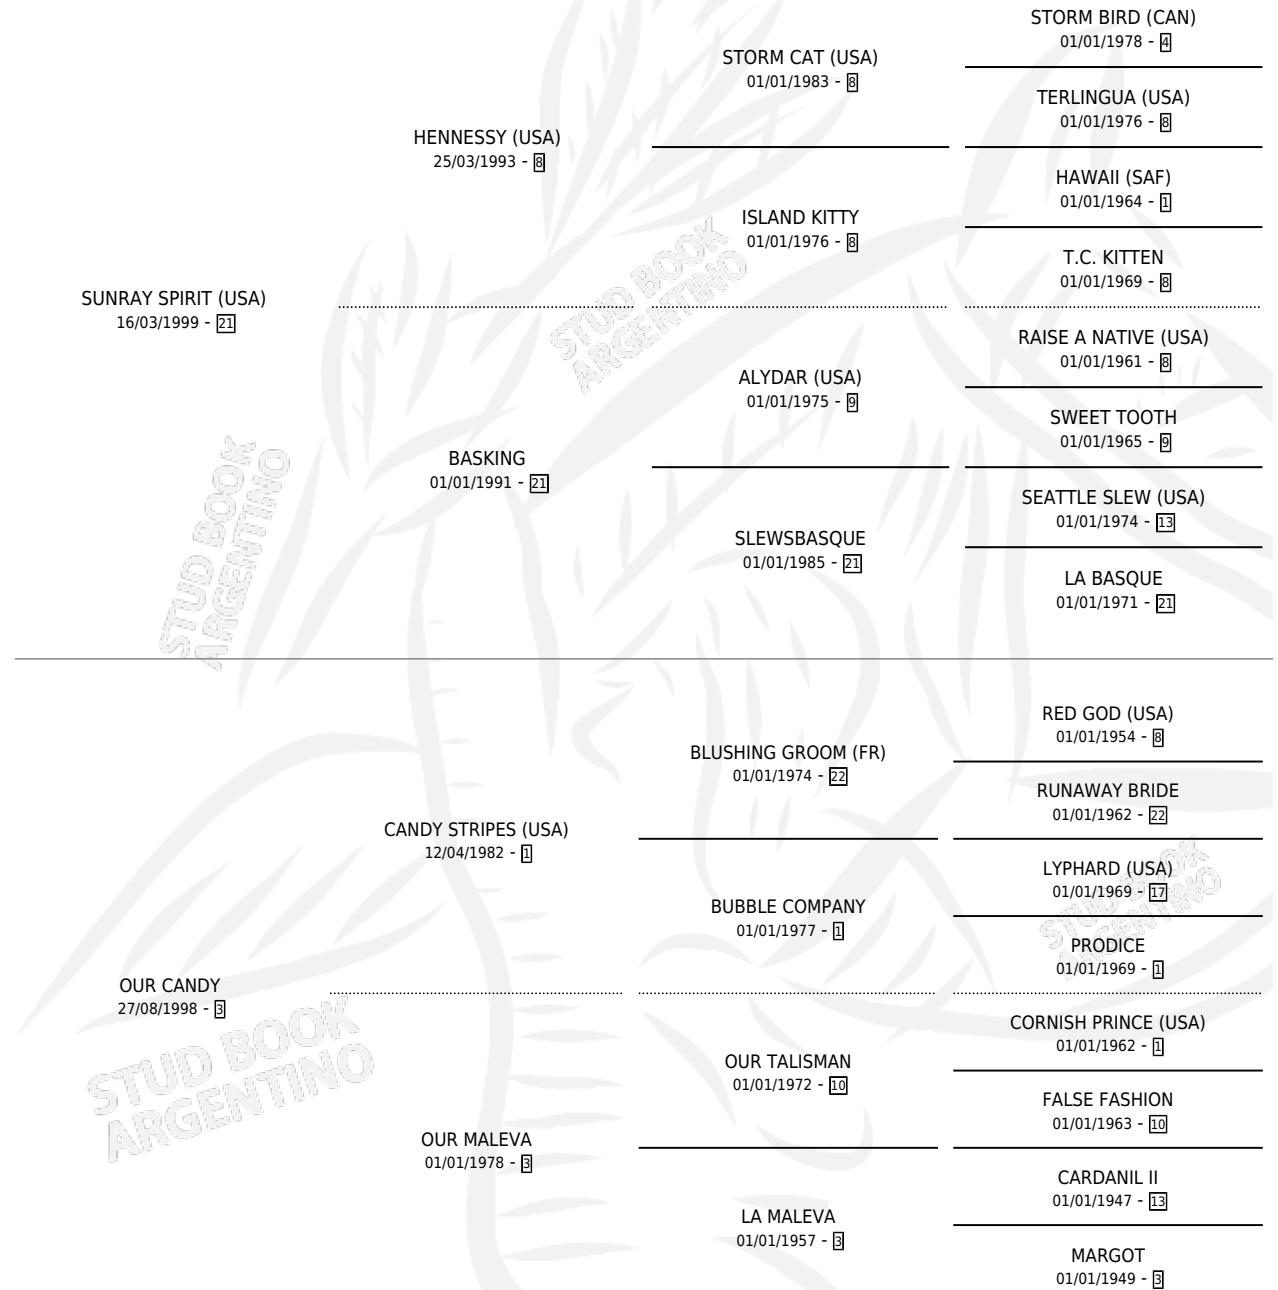 STORM BIRD (CAN)
01/01/1978 - 4
STORM CAT (USA)
01/01/1983 - 8
TERLINGUA (USA)
01/01/1976 - 8
HENNESSY (USA)
25/03/1993 - 8
HAWAII (SAF)
01/01/1964 - 1
ISLAND KITTY
01/01/1976 - 8
T.C. KITTEN
01/01/1969 - 8
SUNRAY SPIRIT (USA)
16/03/1999 - 21
RAISE A NATIVE (USA)
01/01/1961 - 8
ALYDAR (USA)
01/01/1975 - 9
SWEET TOOTH
01/01/1965 - 9
BASKING
01/01/1991 - 21
SEATTLE SLEW (USA)
01/01/1974 - 13
SLEWSBASQUE
01/01/1985 - 21
LA BASQUE
01/01/1971 - 21
RED GOD (USA)
01/01/1954 - 8
BLUSHING GROOM (FR)
01/01/1974 - 22
RUNAWAY BRIDE
01/01/1962 - 22
CANDY STRIPES (USA)
12/04/1982 - 1
LYPHARD (USA)
01/01/1969 - 17
BUBBLE COMPANY
01/01/1977 - 1
PRODICE
01/01/1969 - 1
OUR CANDY
27/08/1998 - 3
CORNISH PRINCE (USA)
01/01/1962 - 1
OUR TALISMAN
01/01/1972 - 10
FALSE FASHION
01/01/1963 - 10
OUR MALEVA
01/01/1978 - 3
CARDANIL II
01/01/1947 - 13
LA MALEVA
01/01/1957 - 3
MARGOT
01/01/1949 - 3
STUD BOOK
ARGENTINO
STUD BOOK
ARGENTINO
STUD BOOK
ARGENTINO
STUD BOOK
ARGENTINO